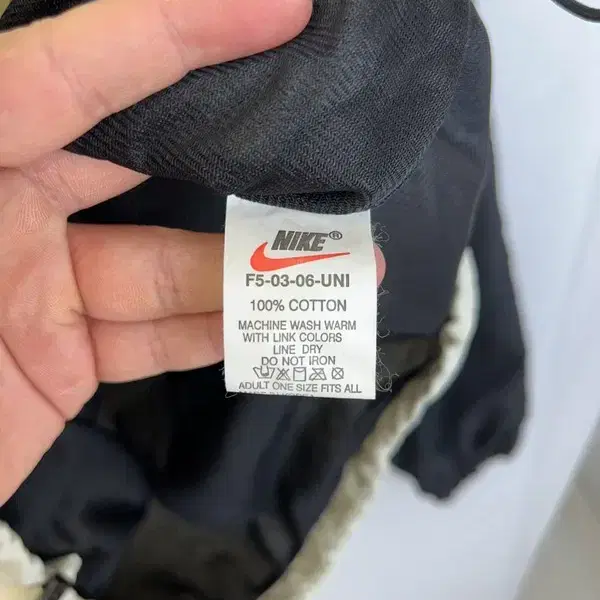 NIKE®
F5-03-06-UNI
100% COTTON
MACHINE WASH WARM
WITH LINK COLORS
LINE DRY
DO NOT IRON
ADULT ONE SIZE FITS ALL